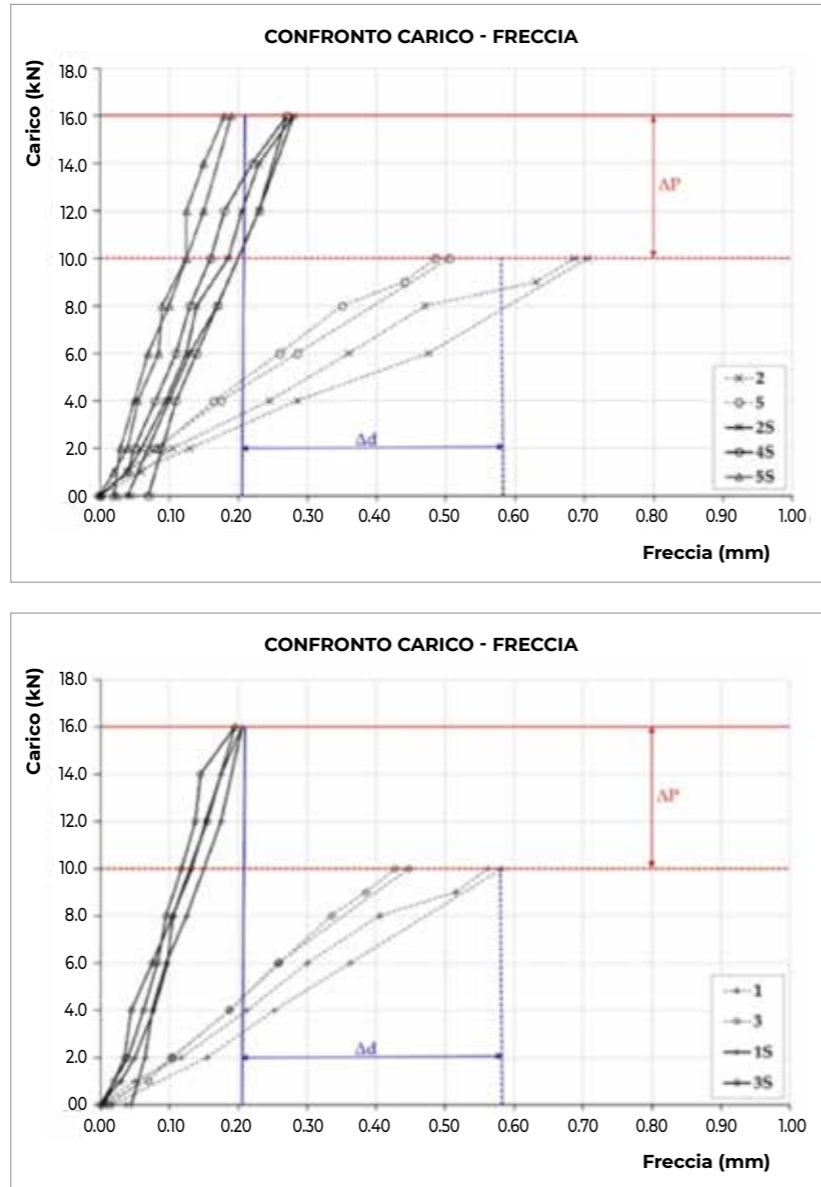 CONFRONTO CARICO - FRECCIA
Carico (kN)
18.0
16.0
14.0
12.0
10.0
8.0
6.0
4.0
2.0
00
ΔP
Δd
2
5
2S
4S
5S
0.00 0.10 0.20 0.30 0.40 0.50 0.60 0.70 0.80 0.90 1.00
Freccia (mm)
CONFRONTO CARICO - FRECCIA
Carico (kN)
18.0
16.0
14.0
12.0
10.0
8.0
6.0
4.0
2.0
00
ΔP
Δd
1
3
1S
3S
0.00 0.10 0.20 0.30 0.40 0.50 0.60 0.70 0.80 0.90 1.00
Freccia (mm)